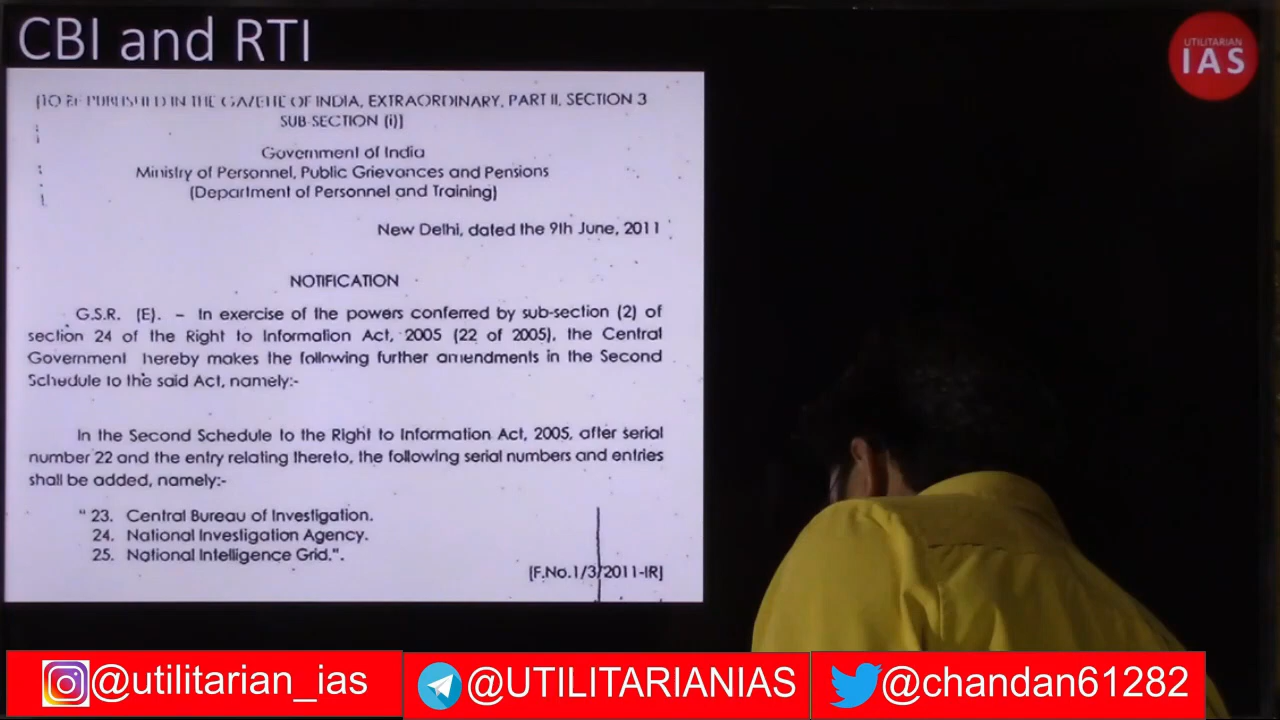 CBI and RTI
UTILITARIAN
IAS
[TO BE PUBLISHED IN THE GAZETTE OF INDIA, EXTRAORDINARY, PART II, SECTION 3
SUB SECTION (i)]
Government of India
Ministry of Personnel, Public Grievances and Pensions
(Department of Personnel and Training)
New Delhi, dated the 9th June, 2011
NOTIFICATION
G.S.R. (E). – In exercise of the powers conferred by sub-section (2) of
section 24 of the Right to Information Act, 2005 (22 of 2005), the Central
Government hereby makes the following further amendments in the Second
Schedule to the said Act, namely:-
In the Second Schedule to the Right to Information Act, 2005, after serial
number 22 and the entry relating thereto, the following serial numbers and entries
shall be added, namely:-
" 23. Central Bureau of Investigation.
24. National Investigation Agency.
25. National Intelligence Grid.".
[F.No.1/3/2011-IR]
@utilitarian_ias
@UTILITARIANIAS
@chandan61282